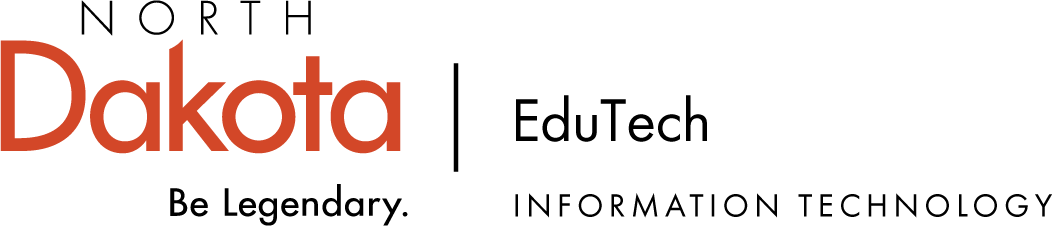 NORTH
Dakota
Be Legendary.
EduTech
INFORMATION TECHNOLOGY